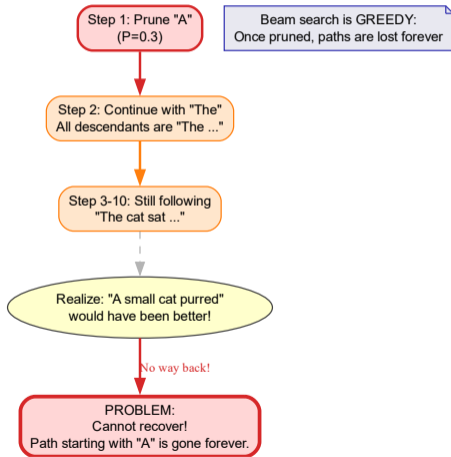 Step 1: Prune "A"
(P=0.3)
Beam search is GREEDY:
Once pruned, paths are lost forever
Step 2: Continue with "The"
All descendants are "The ..."
Step 3-10: Still following
"The cat sat ..."
Realize: "A small cat purred"
would have been better!
No way back!
PROBLEM:
Cannot recover!
Path starting with "A" is gone forever.